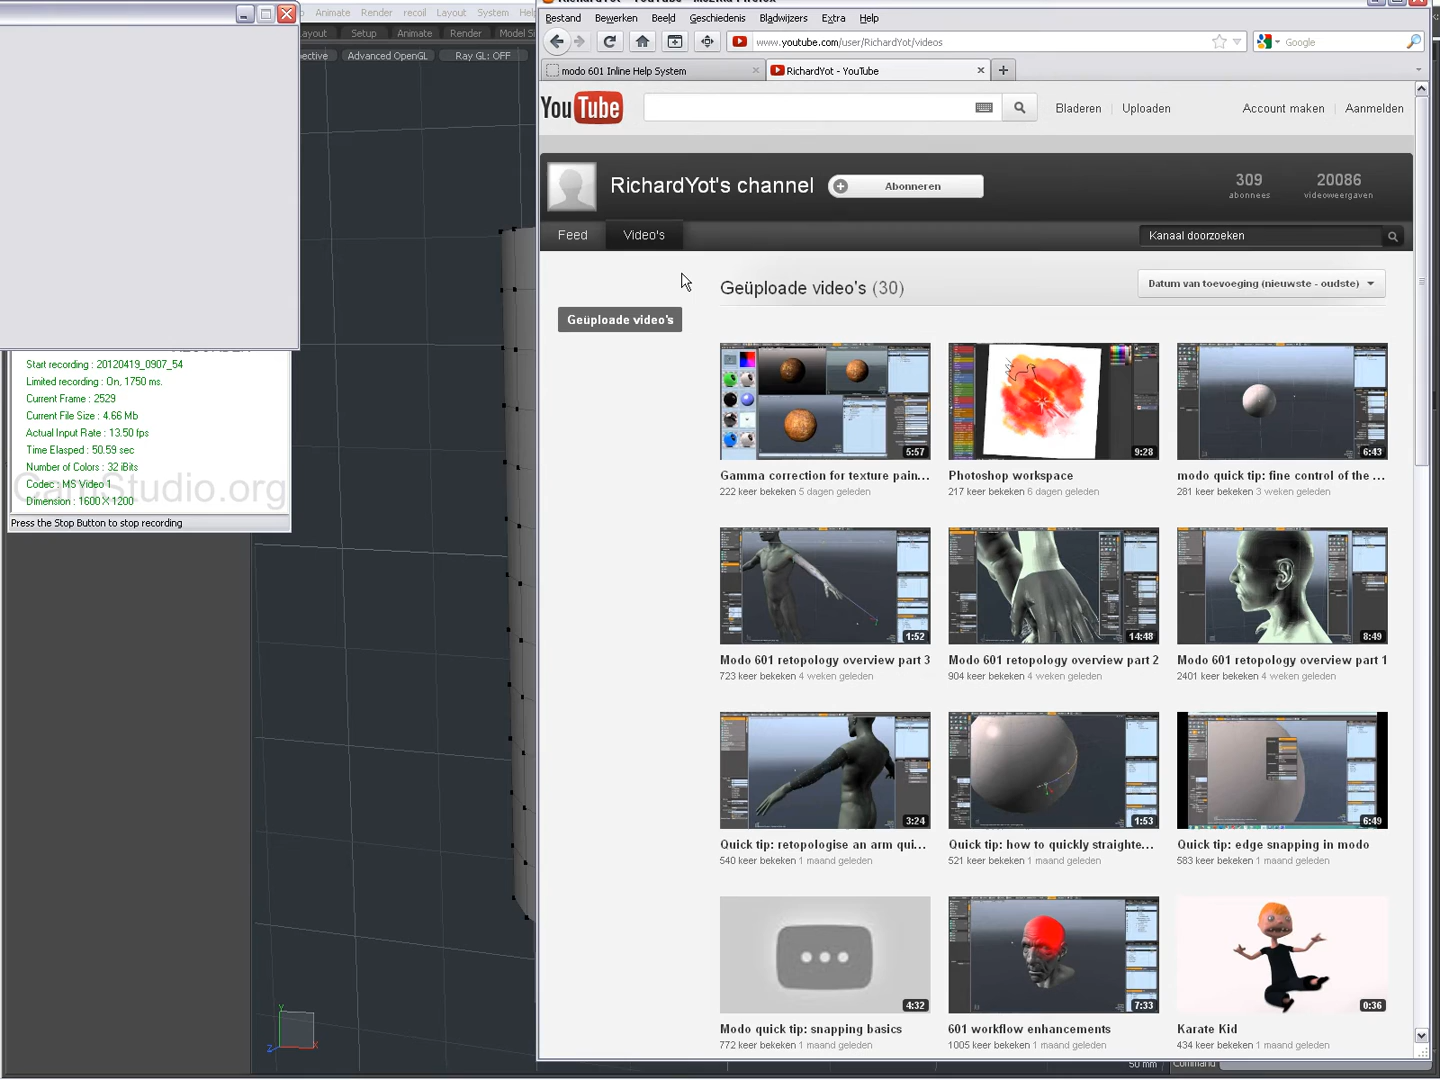 Animate Render recoil Layout System
RichardYot - YouTube - Mozilla Firefox
Bestand Bewerken Beeld Geschiedenis Bladwijzers Extra Help
Setup Animate Render Model
Advanced OpenGL Ray GL: OFF
www.youtube.com/user/RichardYot/videos
Google
modo 601 Inline Help System
RichardYot - YouTube
YouTube
Bladeren Uploaden Account maken Aanmelden
RichardYot's channel
Abonneren
309
abonnees
20086
videoweergaven
Feed Video's
Kanaal doorzoeken
Geüploade video's (30)
Datum van toevoeging (nieuwste - oudste)
Geüploade video's
Start recording : 20120419_0907_54
Limited recording : On, 1750 ms.
Current Frame : 2529
Current File Size : 4.66 Mb
Actual Input Rate : 13.50 fps
Time Elasped : 50.59 sec
Number of Colors : 32 iBits
Codec : MS Video 1
Dimension : 1600 X 1200
CamStudio.org
Press the Stop Button to stop recording
5:57
9:28
6:43
Gamma correction for texture pain...
222 keer bekeken 5 dagen geleden
Photoshop workspace
217 keer bekeken 6 dagen geleden
modo quick tip: fine control of the ...
281 keer bekeken 3 weken geleden
1:52
14:48
8:49
Modo 601 retopology overview part 3
723 keer bekeken 4 weken geleden
Modo 601 retopology overview part 2
904 keer bekeken 4 weken geleden
Modo 601 retopology overview part 1
2401 keer bekeken 4 weken geleden
3:24
1:53
6:49
Quick tip: retopologise an arm qui...
540 keer bekeken 1 maand geleden
Quick tip: how to quickly straighte...
521 keer bekeken 1 maand geleden
Quick tip: edge snapping in modo
583 keer bekeken 1 maand geleden
4:32
7:33
0:36
Modo quick tip: snapping basics
772 keer bekeken 1 maand geleden
601 workflow enhancements
1005 keer bekeken 1 maand geleden
Karate Kid
434 keer bekeken 1 maand geleden
Y
Z
X
50 mm
Command